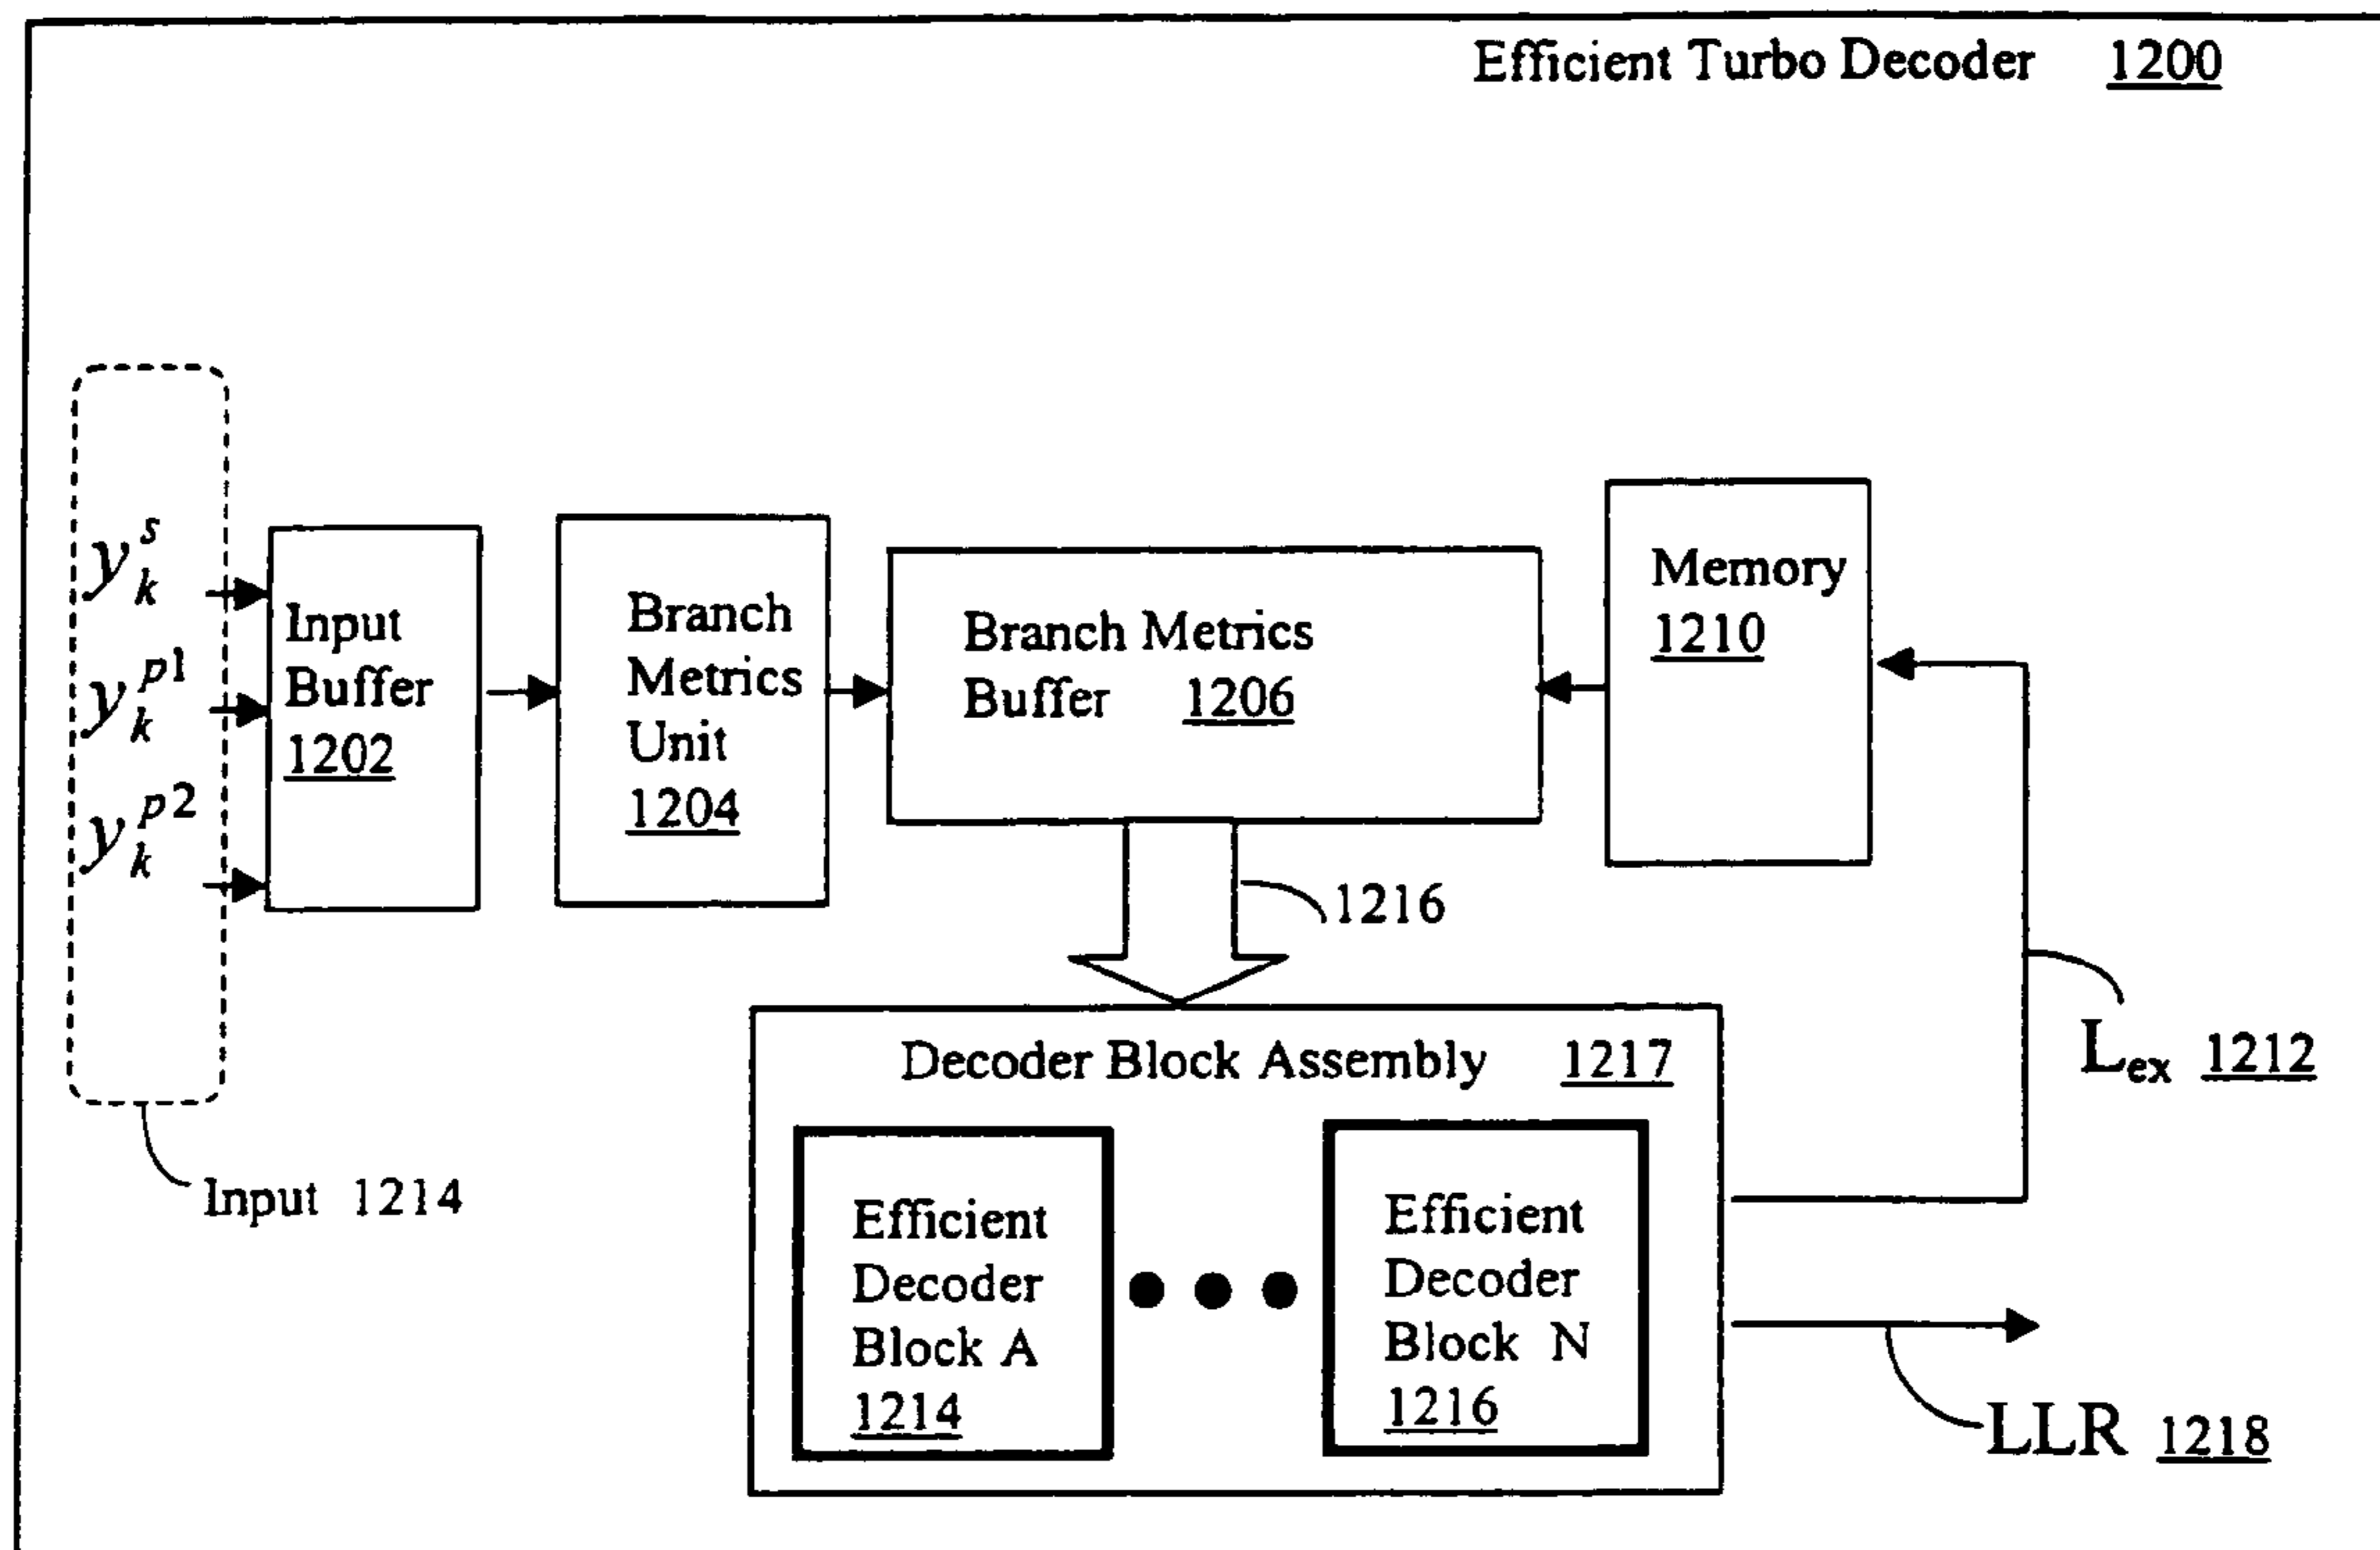 Efficient Turbo Decoder 1200
y_k^s
y_k^{p1}
y_k^{p2}
Input
Buffer
1202
Branch
Metrics
Unit
1204
Branch Metrics
Buffer 1206
Memory
1210
1216
Decoder Block Assembly 1217
L_ex 1212
Input 1214
Efficient
Decoder
Block A
1214
Efficient
Decoder
Block N
1216
LLR 1218